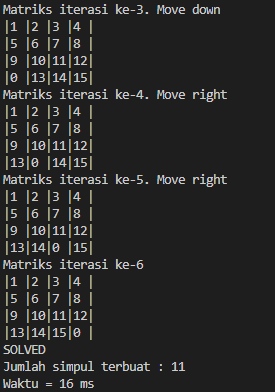 Matriks iterasi ke-3. Move down
|1 |2 |3 |4 |
|5 |6 |7 |8 |
|9 |10|11|12|
|0 |13|14|15|
Matriks iterasi ke-4. Move right
|1 |2 |3 |4 |
|5 |6 |7 |8 |
|9 |10|11|12|
|13|0 |14|15|
Matriks iterasi ke-5. Move right
|1 |2 |3 |4 |
|5 |6 |7 |8 |
|9 |10|11|12|
|13|14|0 |15|
Matriks iterasi ke-6
|1 |2 |3 |4 |
|5 |6 |7 |8 |
|9 |10|11|12|
|13|14|15|0 |
SOLVED
Jumlah simpul terbuat : 11
Waktu = 16 ms